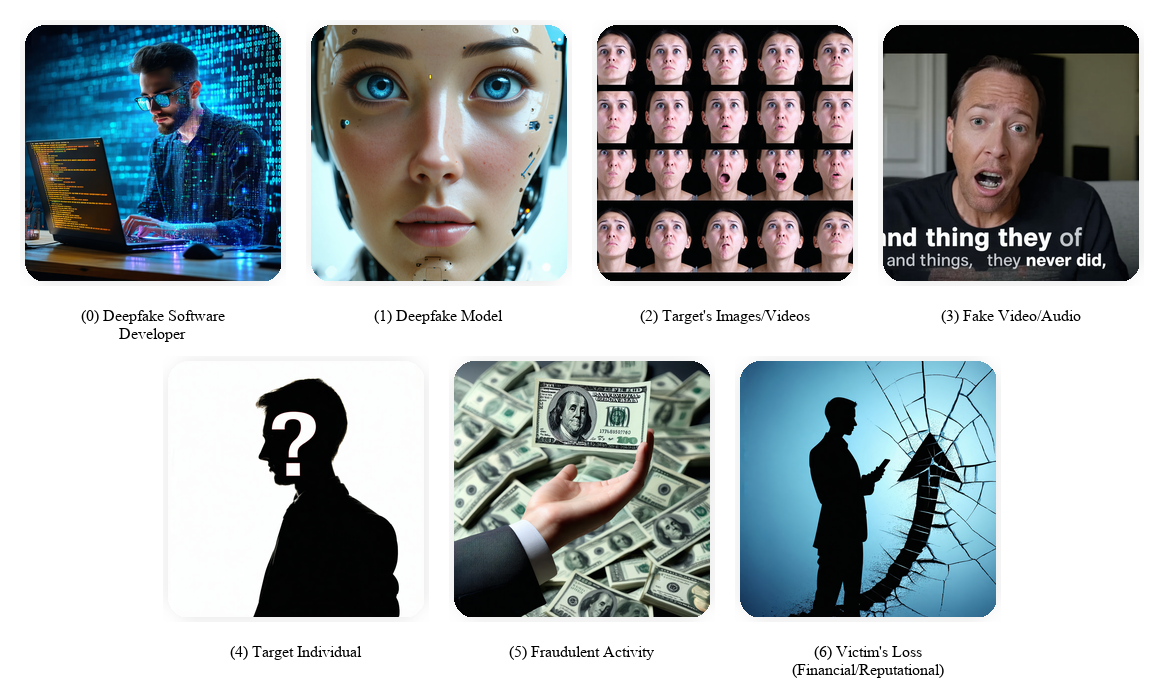 and thing they of
and things, they never did,
(0) Deepfake Software
Developer
(1) Deepfake Model
(2) Target's Images/Videos
(3) Fake Video/Audio
?
100
(4) Target Individual
(5) Fraudulent Activity
(6) Victim's Loss
(Financial/Reputational)